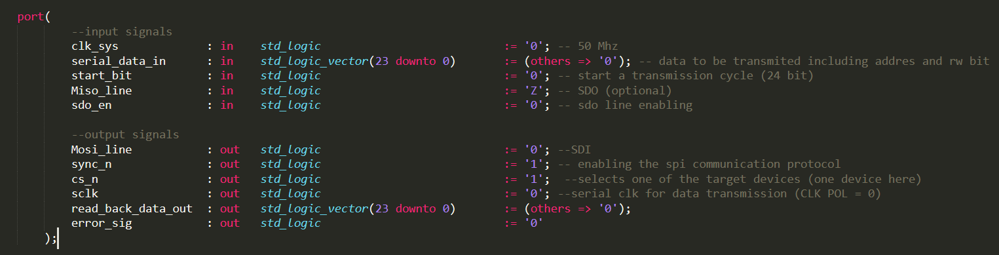 port(
--input signals
clk_sys : in std_logic := '0'; -- 50 Mhz
serial_data_in : in std_logic_vector(23 downto 0) := (others => '0'); -- data to be transmited including addres and rw bit
start_bit : in std_logic := '0'; -- start a transmission cycle (24 bit)
Miso_line : in std_logic := 'Z'; -- SDO (optional)
sdo_en : in std_logic := '0'; -- sdo line enabling
--output signals
Mosi_line : out std_logic := '0'; --SDI
sync_n : out std_logic := '1'; -- enabling the spi communication protocol
cs_n : out std_logic := '1'; --selects one of the target devices (one device here)
sclk : out std_logic := '0'; --serial clk for data transmission (CLK POL = 0)
read_back_data_out : out std_logic_vector(23 downto 0) := (others => '0');
error_sig : out std_logic := '0'
);